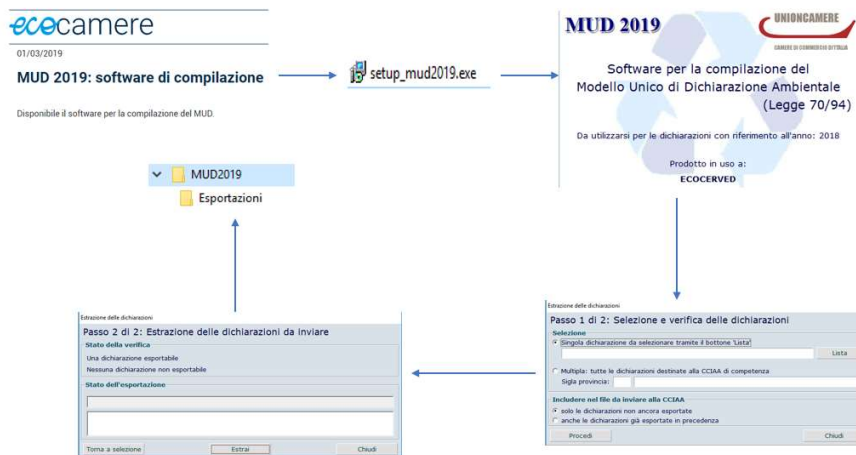 ecocamere
01/03/2019
MUD 2019: software di compilazione
Disponibile il software per la compilazione del MUD.
setup_mud2019.exe
MUD 2019
UNIONCAMERE
CAMERE DI COMMERCIO D'ITALIA
Software per la compilazione del
Modello Unico di Dichiarazione Ambientale
(Legge 70/94)
Da utilizzarsi per le dichiarazioni con riferimento all'anno: 2018
Prodotto in uso a:
ECOCERVED
MUD2019
Esportazioni
Estrazione delle dichiarazioni
Passo 1 di 2: Selezione e verifica delle dichiarazioni
Selezione
Singola dichiarazione da selezionare tramite il bottone 'Lista'
Lista
Multipla: tutte le dichiarazioni destinate alla CCIAA di competenza
Sigla provincia:
Includere nel file da inviare alla CCIAA
solo le dichiarazioni non ancora esportate
anche le dichiarazioni già esportate in precedenza
Procedi
Chiudi
Estrazione delle dichiarazioni
Passo 2 di 2: Estrazione delle dichiarazioni da inviare
Stato della verifica
Una dichiarazione esportabile
Nessuna dichiarazione non esportabile
Stato dell'esportazione
Torna a selezione
Estrai
Chiudi